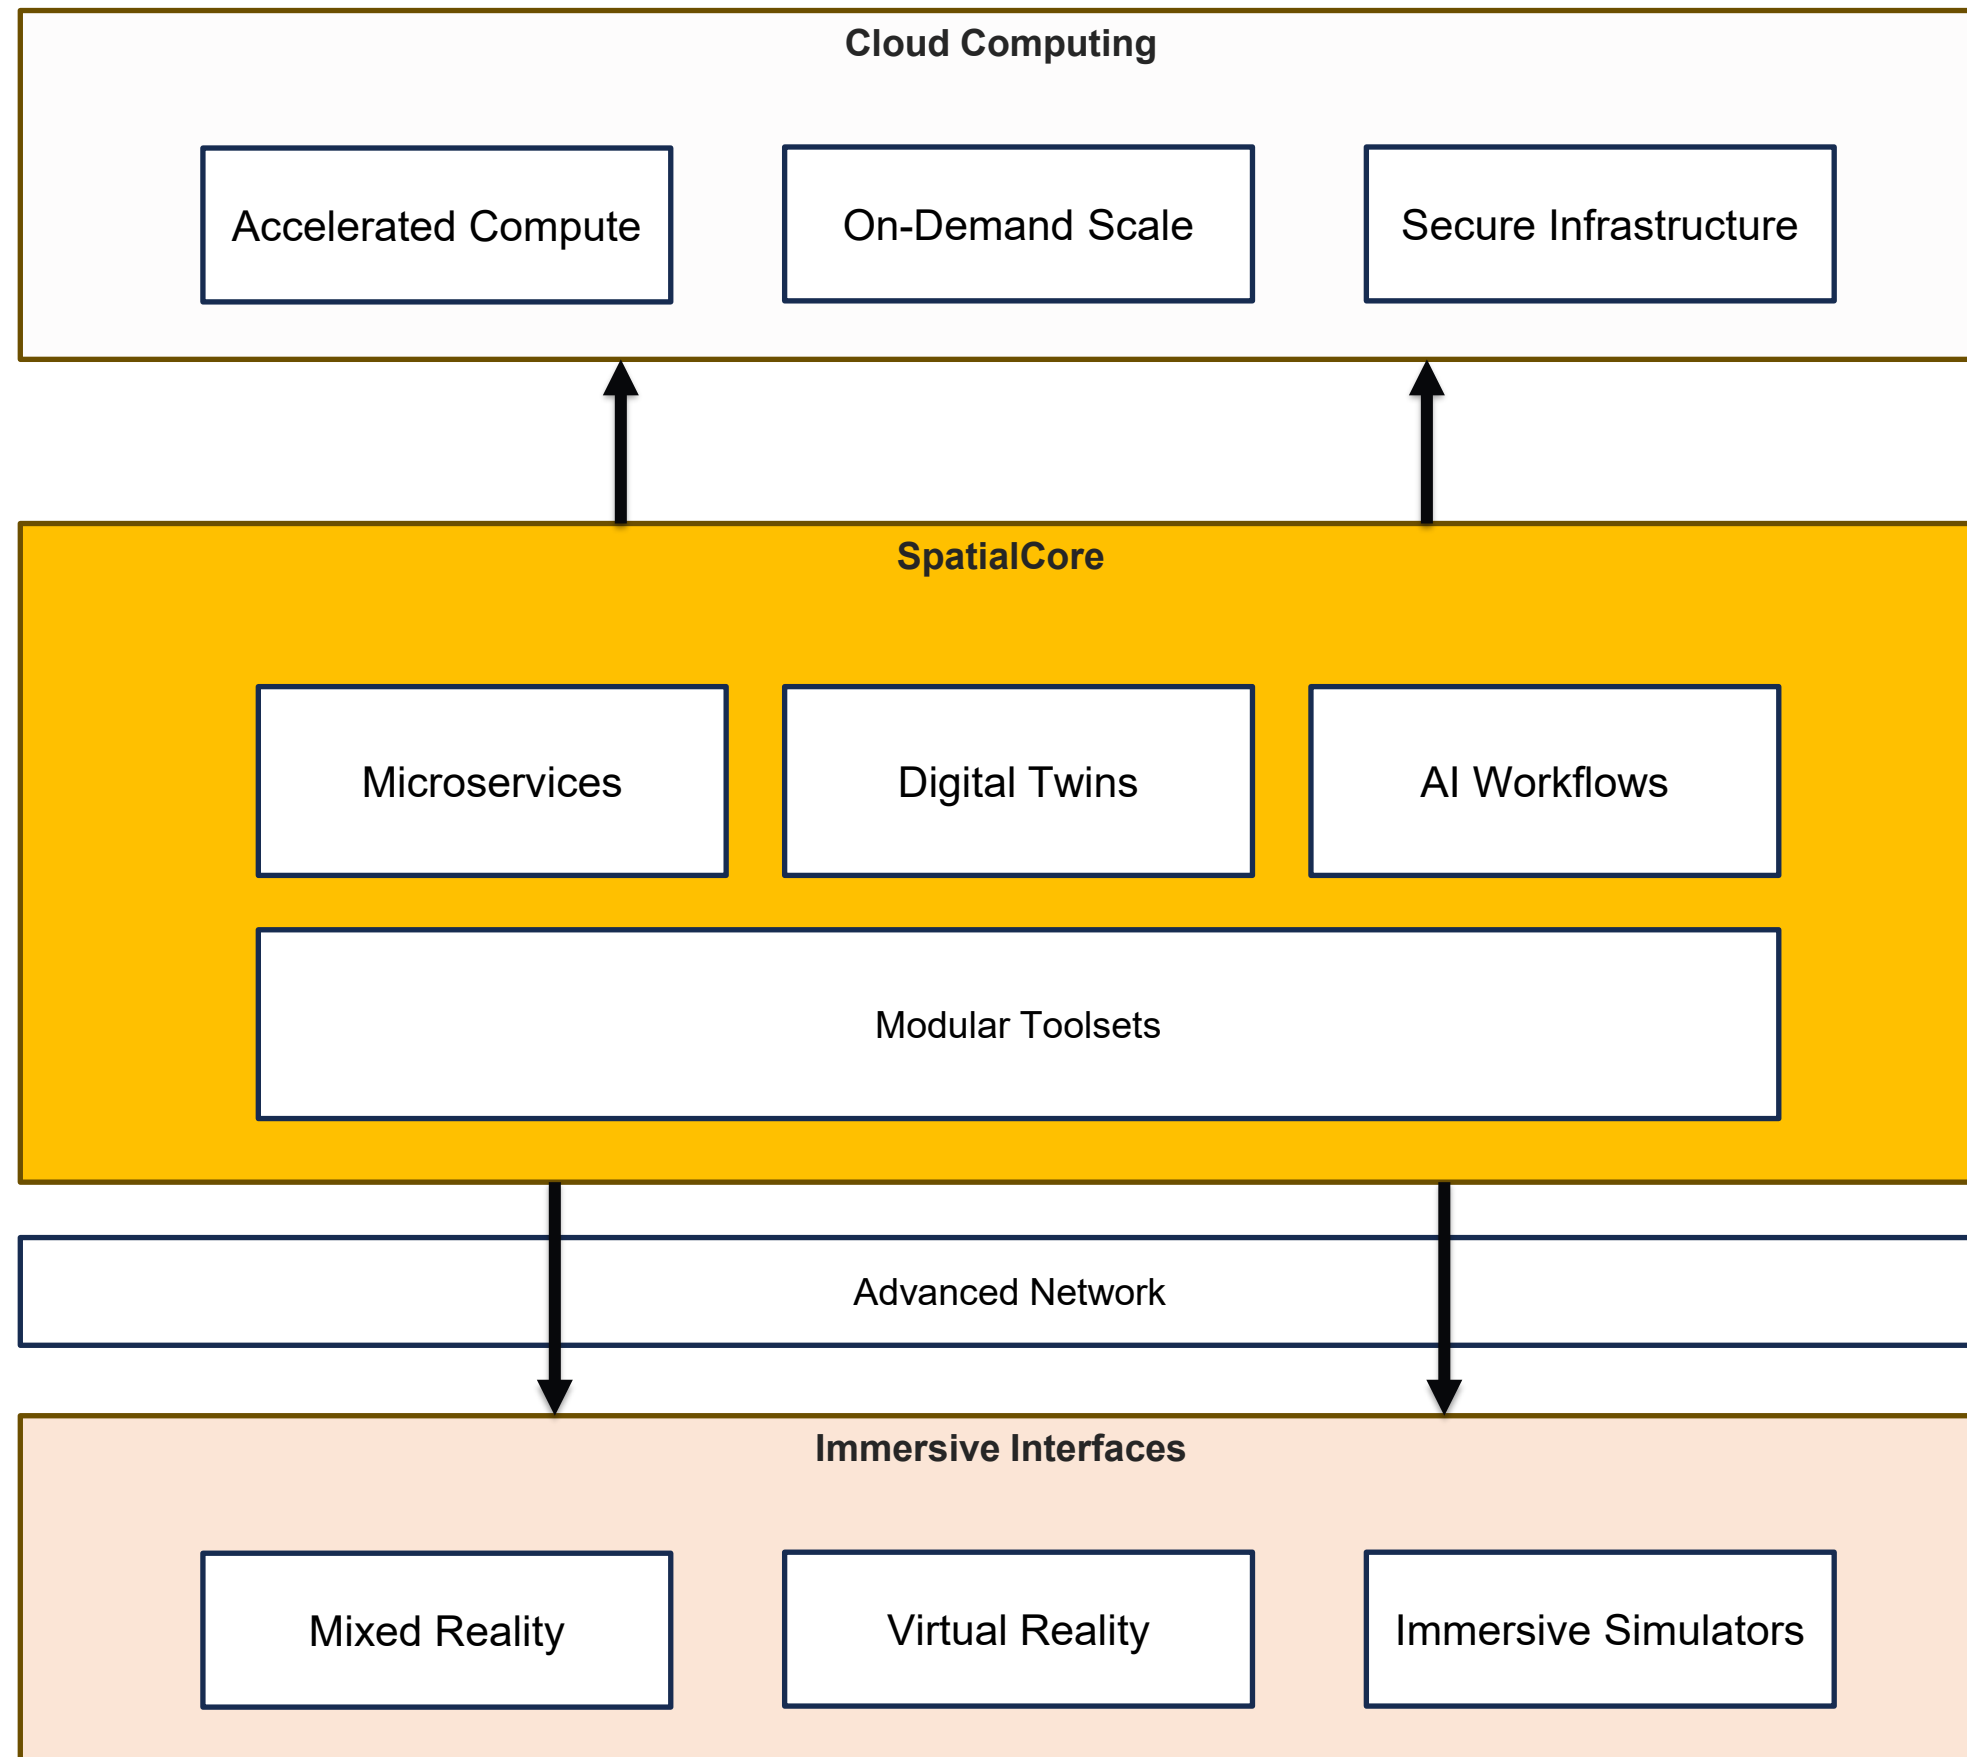 Cloud Computing
Accelerated Compute
On-Demand Scale
Secure Infrastructure
SpatialCore
Microservices
Digital Twins
AI Workflows
Modular Toolsets
Advanced Network
Immersive Interfaces
Mixed Reality
Virtual Reality
Immersive Simulators